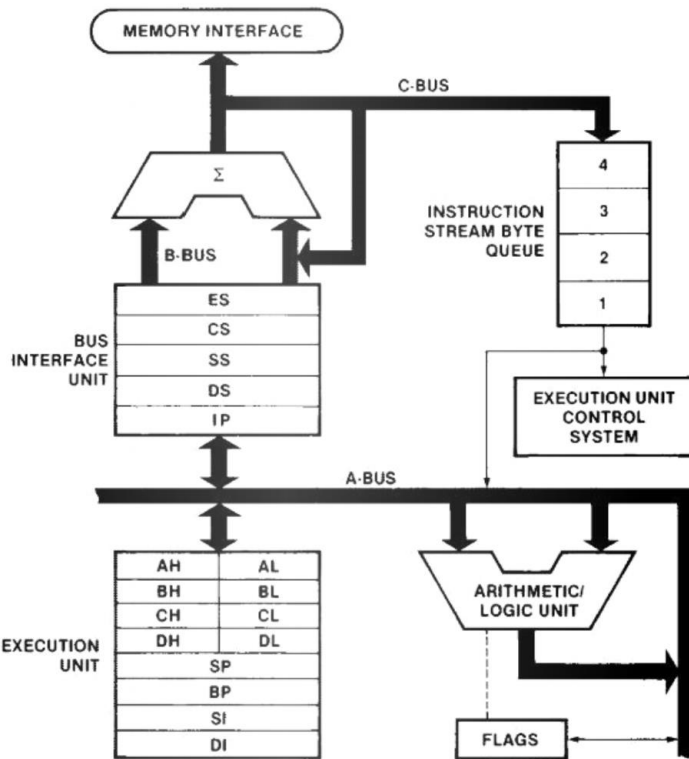 MEMORY INTERFACE
C-BUS
Σ
B-BUS
INSTRUCTION
STREAM BYTE
QUEUE
4
3
2
1
BUS
INTERFACE
UNIT
ES
CS
SS
DS
IP
EXECUTION UNIT
CONTROL
SYSTEM
A-BUS
EXECUTION
UNIT
AH AL
BH BL
CH CL
DH DL
SP
BP
SI
DI
ARITHMETIC/
LOGIC UNIT
FLAGS